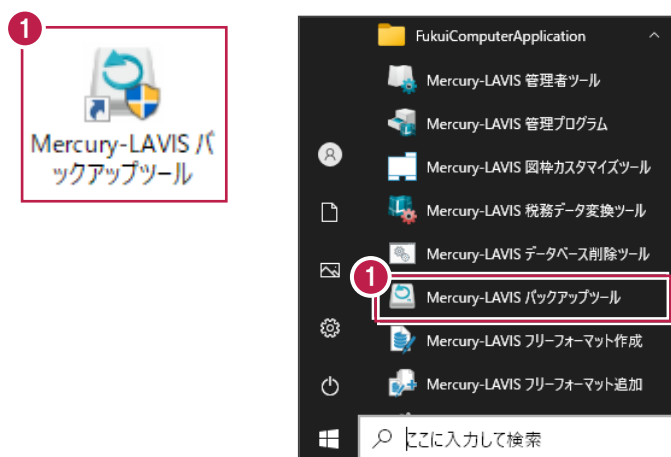 1
Mercury-LAVIS バ
ックアップツール
FukuiComputerApplication
Mercury-LAVIS 管理者ツール
Mercury-LAVIS 管理プログラム
Mercury-LAVIS 図枠カスタマイズツール
Mercury-LAVIS 税務データ変換ツール
Mercury-LAVIS データベース削除ツール
1
Mercury-LAVIS バックアップツール
Mercury-LAVIS フリーフォーマット作成
Mercury-LAVIS フリーフォーマット追加
ここに入力して検索